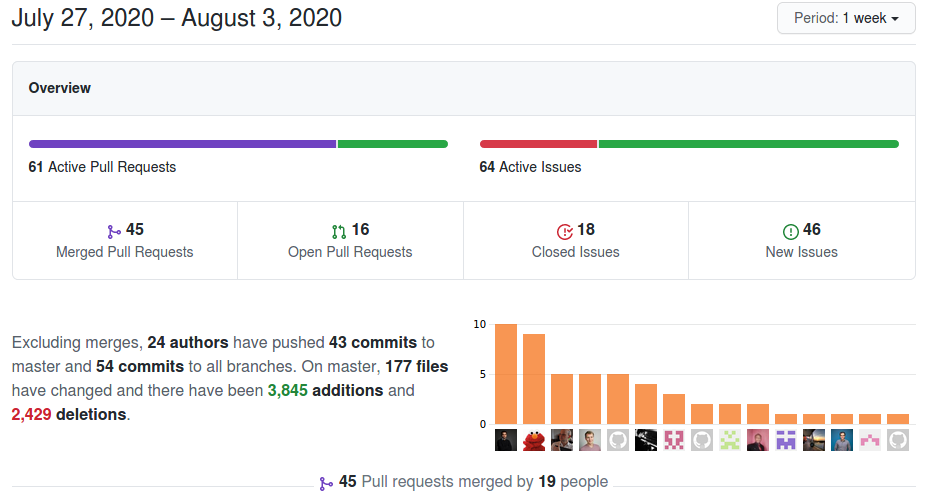 July 27, 2020 – August 3, 2020
Period: 1 week
Overview
61 Active Pull Requests
64 Active Issues
45
Merged Pull Requests
16
Open Pull Requests
18
Closed Issues
46
New Issues
Excluding merges, 24 authors have pushed 43 commits to
master and 54 commits to all branches. On master, 177 files
have changed and there have been 3,845 additions and
2,429 deletions.
10
5
0
45 Pull requests merged by 19 people